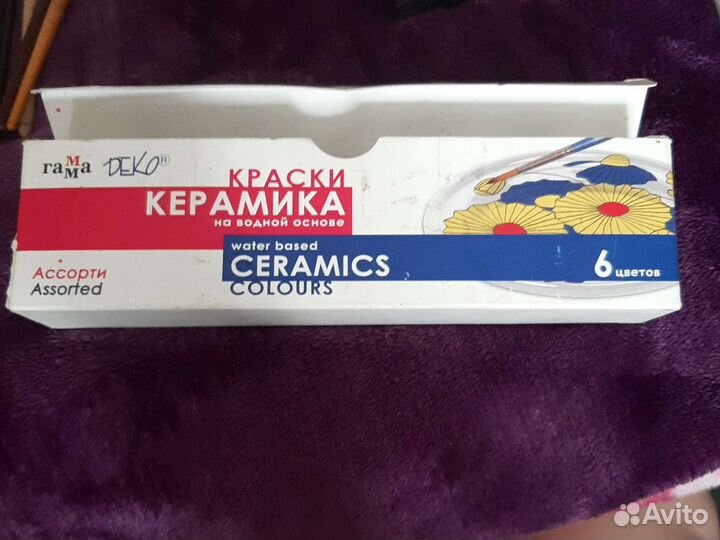 гамма DEKO®
КРАСКИ
КЕРАМИКА
на водной основе
water based
CERAMICS
COLOURS
Ассорти
Assorted
6 цветов
Avito